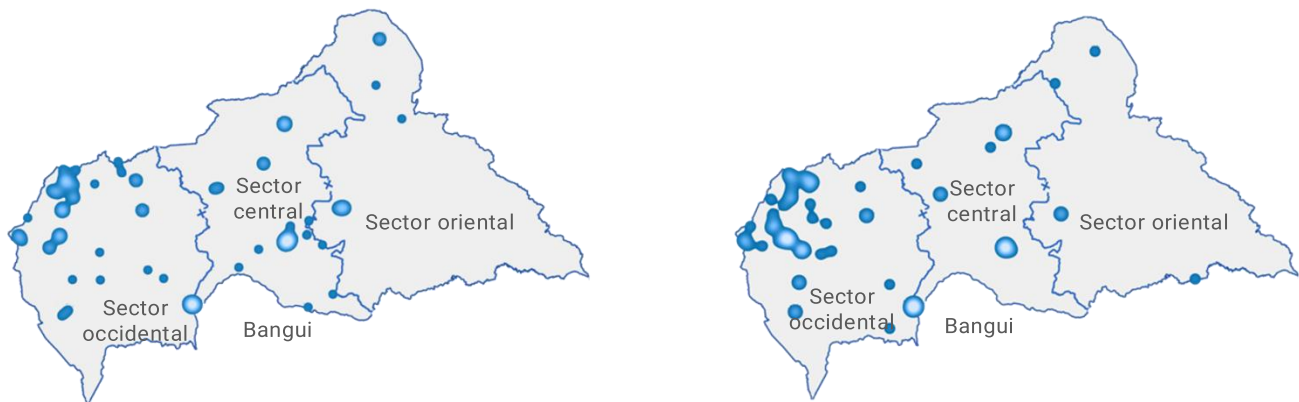 Sector
central
Sector oriental
Sector
occidental
Bangui
Sector
central
Sector oriental
Sector
occidental
Bangui